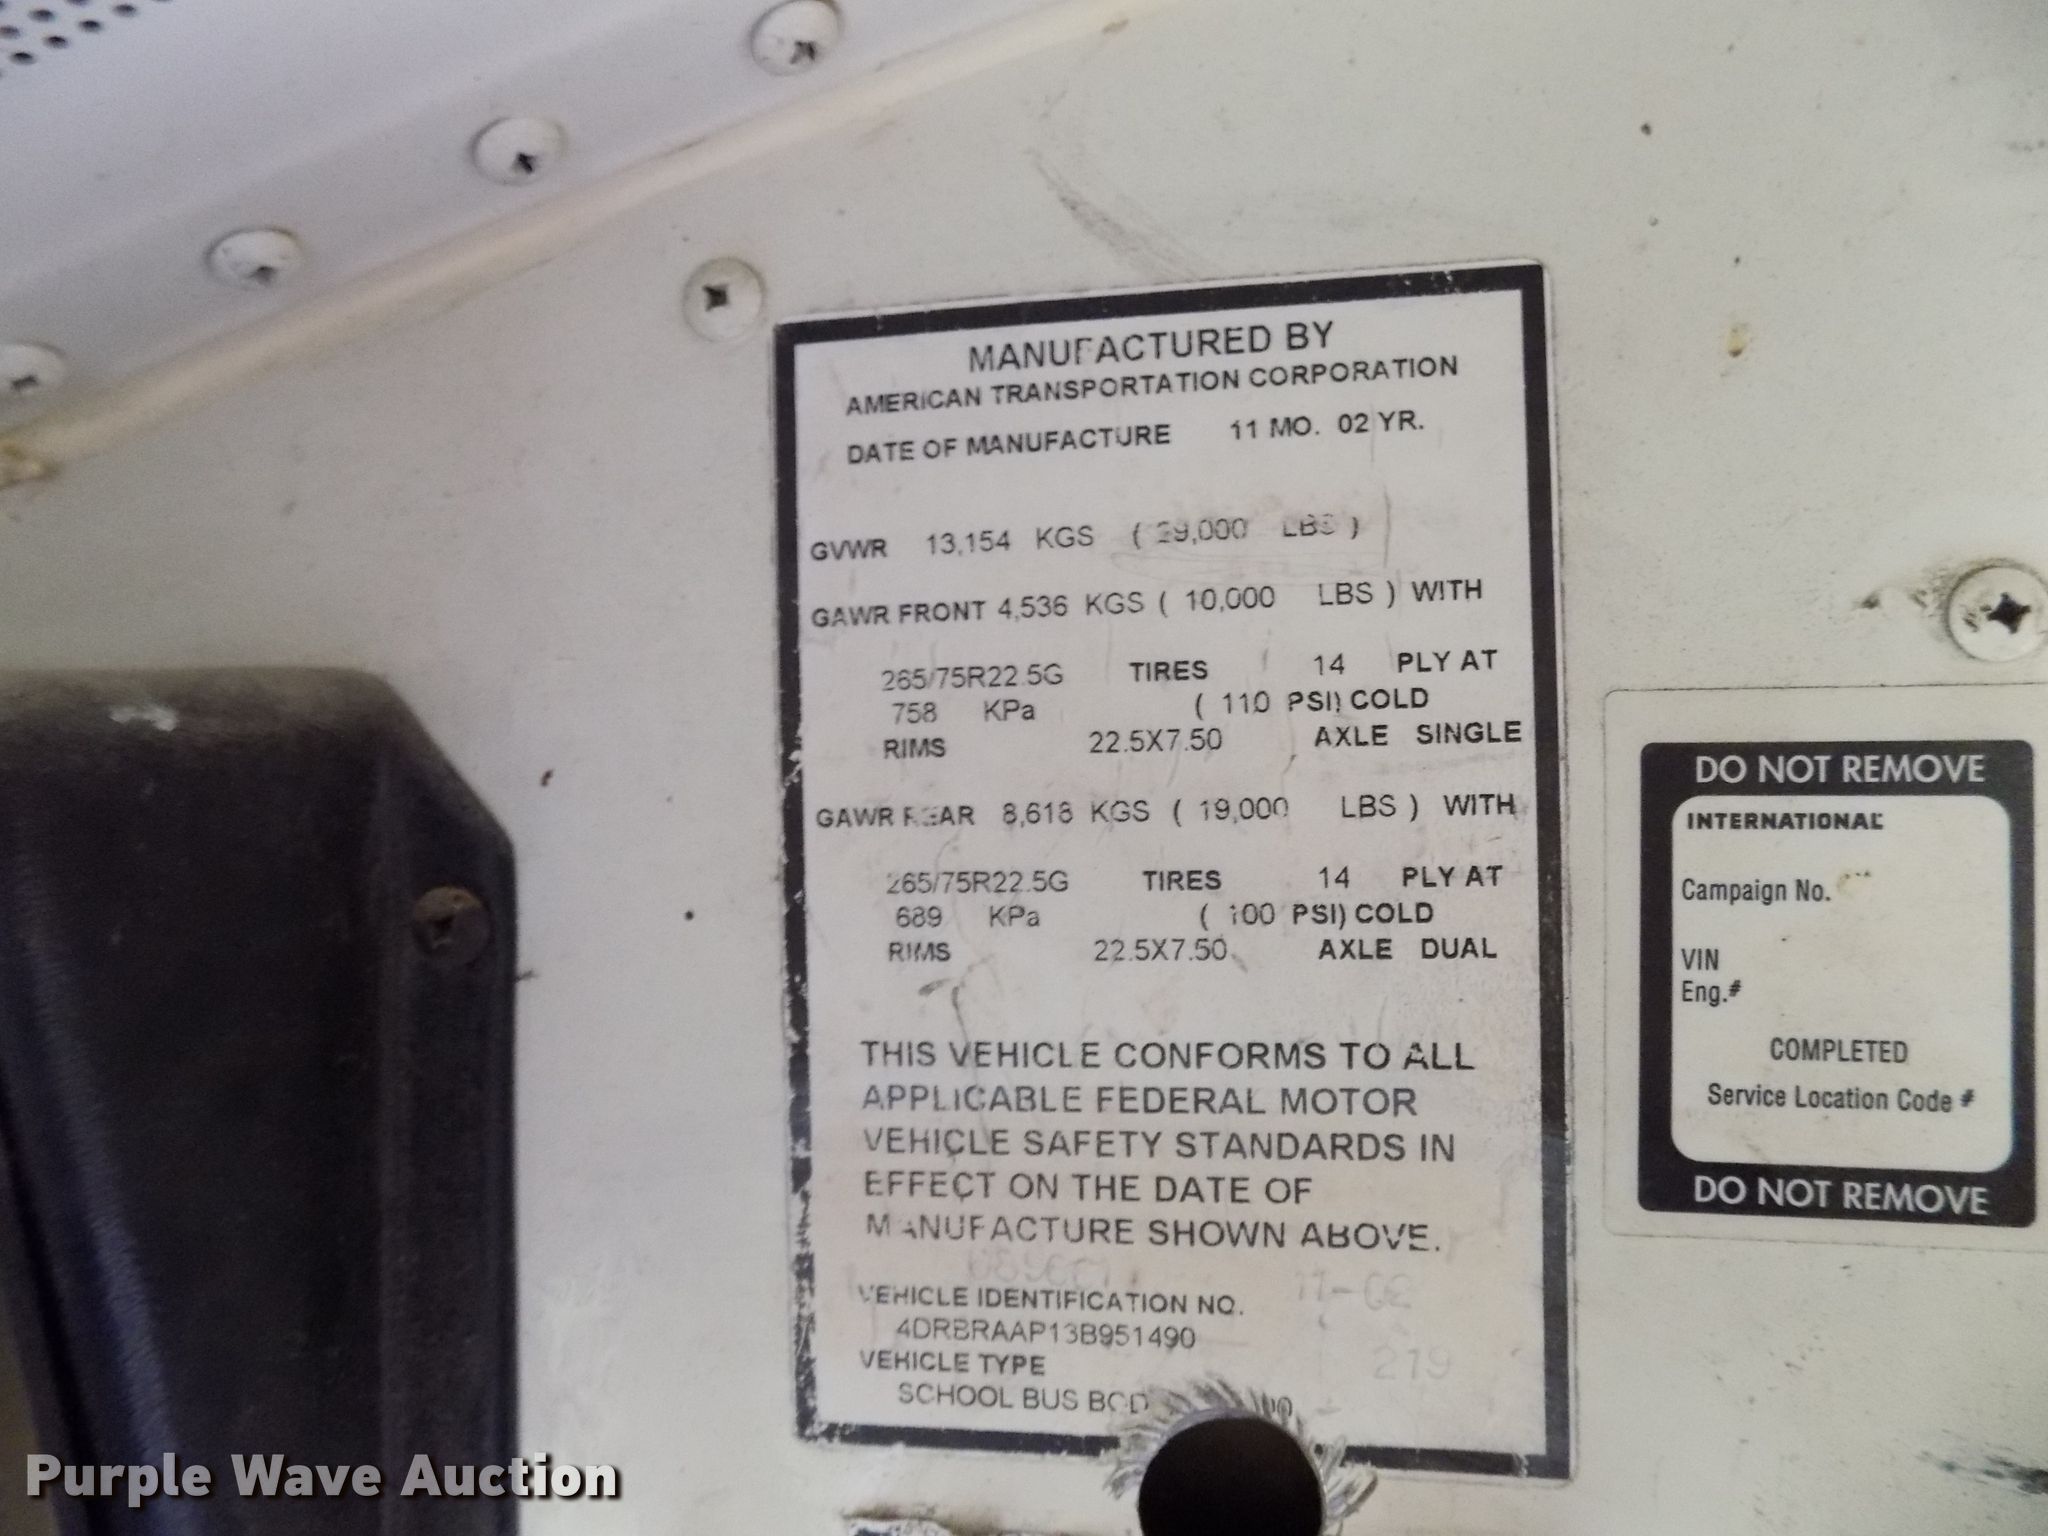 MANUFACTURED BY
AMERICAN TRANSPORTATION CORPORATION
DATE OF MANUFACTURE 11 MO. 02 YR.
GVWR 13,154 KGS ( 29,000 LBS )
GAWR FRONT 4,536 KGS ( 10,000 LBS ) WITH
265/75R22.5G TIRES 14 PLY AT
758 KPa ( 110 PSI) COLD
RIMS 22.5X7.50 AXLE SINGLE
GAWR REAR 8,618 KGS ( 19,000 LBS ) WITH
265/75R22.5G TIRES 14 PLY AT
689 KPa ( 100 PSI) COLD
RIMS 22.5X7.50 AXLE DUAL
THIS VEHICLE CONFORMS TO ALL
APPLICABLE FEDERAL MOTOR
VEHICLE SAFETY STANDARDS IN
EFFECT ON THE DATE OF
MANUFACTURE SHOWN ABOVE.
VEHICLE IDENTIFICATION NO.
4DRBRAAP13B951490
VEHICLE TYPE
SCHOOL BUS
219
DO NOT REMOVE
INTERNATIONAL
Campaign No.
VIN
Eng.#
COMPLETED
Service Location Code #
DO NOT REMOVE
Purple Wave Auction